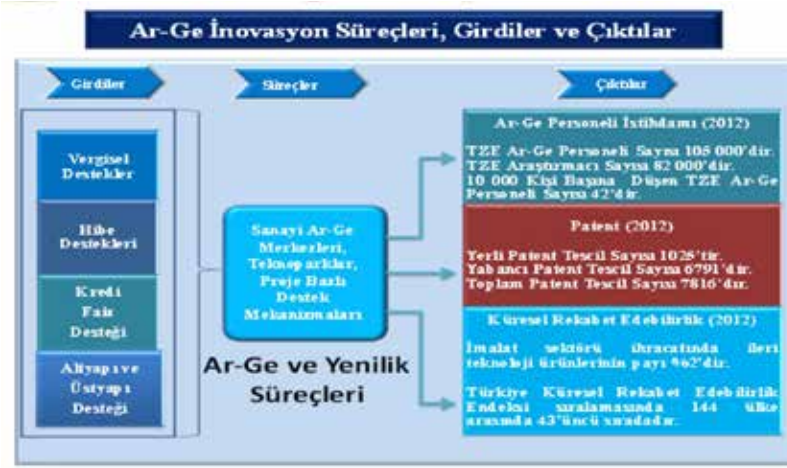 Ar-Ge İnovasyon Süreçleri, Girdiler ve Çıktılar
Girdiler
Süreçler
Çıktılar
Vergisel
Destekler
Hibe
Destekleri
Kredi
Faiz
Desteği
Altyapı ve
Üstyapı
Desteği
Sanayi Ar-Ge
Merkezleri,
Teknoparklar,
Proje Bazlı
Destek
Mekanizmaları
Ar-Ge ve Yenilik
Süreçleri
Ar-Ge Personeli İstihdamı (2012)
TZE Ar-Ge Personeli Sayısı 105 000'dir.
TZE Araştırmacı Sayısı 82 000'dir.
10 000 Kişi Başına Düşen TZE Ar-Ge
Personeli Sayısı 42'dir.
Patent (2012)
Yerli Patent Tescil Sayısı 1025'tir.
Yabancı Patent Tescil Sayısı 6791'dir.
Toplam Patent Tescil Sayısı 7816'dır.
Küresel Rekabet Edebilirlik (2012)
İmalat sektörü ihracatında ileri
teknoloji ürünlerinin payı %2'dir.
Türkiye Küresel Rekabet Edebilirlik
Endeksi sıralamasında 144 ülke
arasında 43'üncü sıradadır.